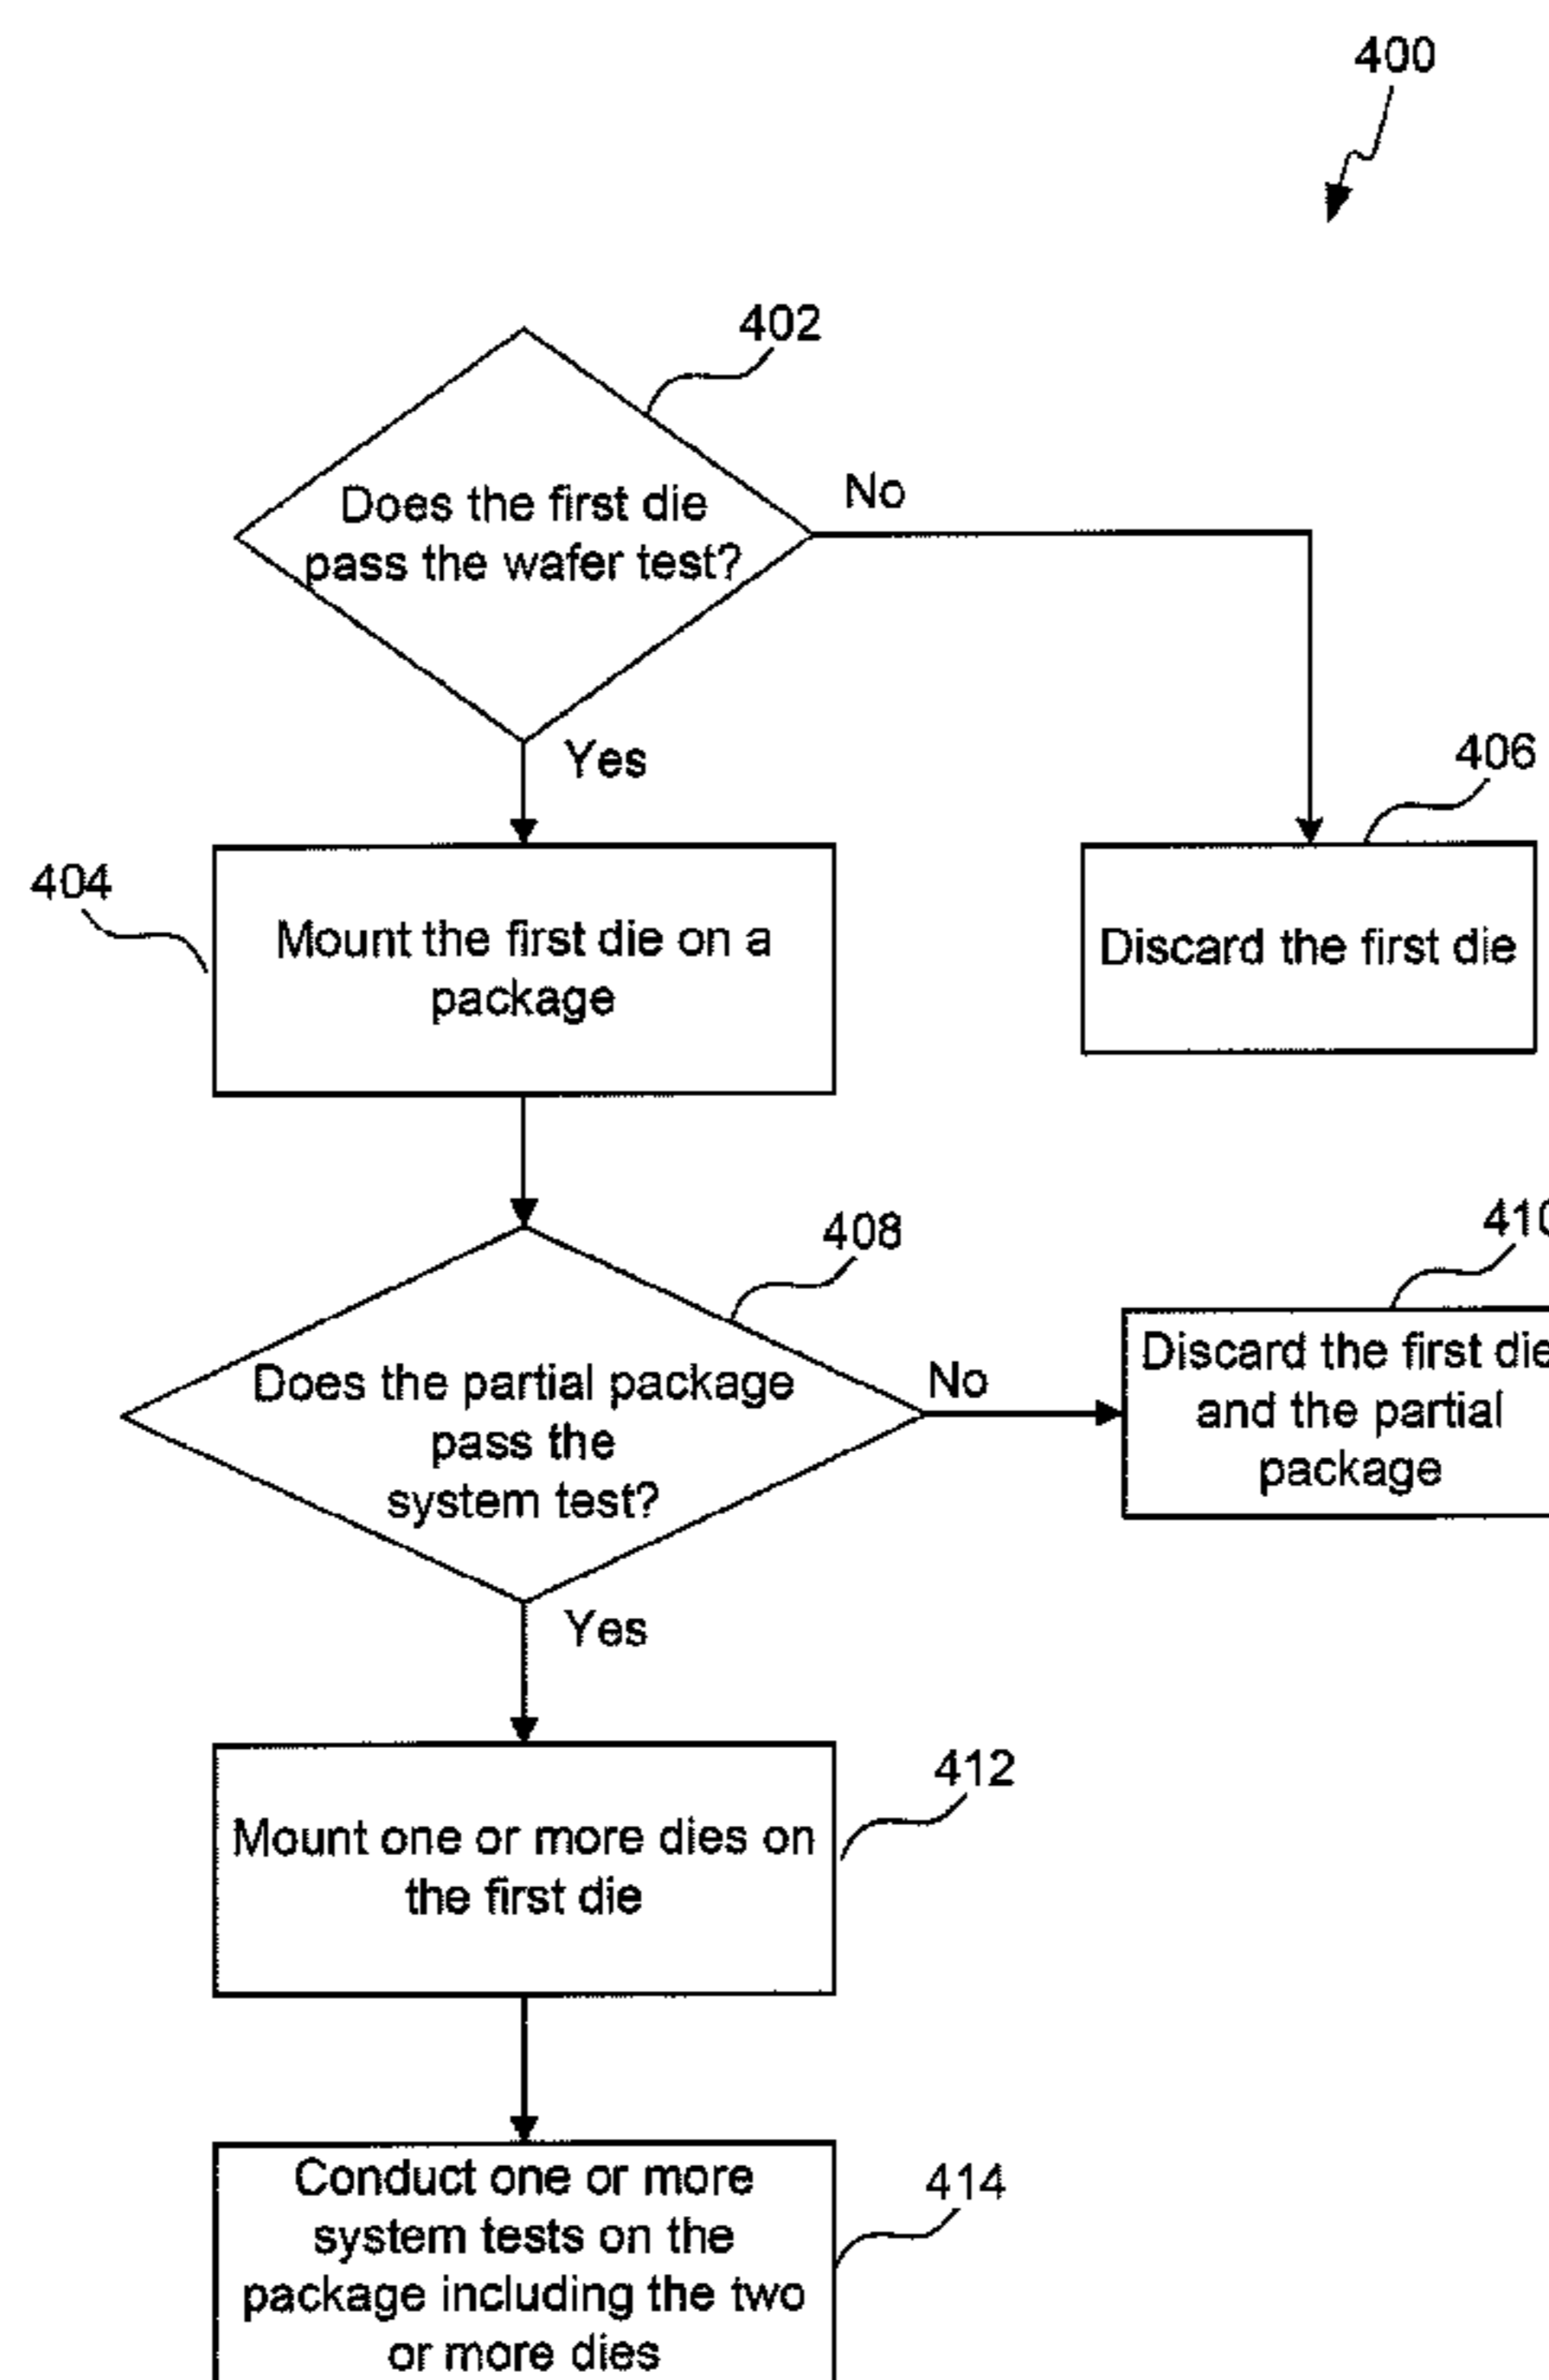 400
402
Does the first die
pass the wafer test?
No
Yes
406
404
Mount the first die on a
package
Discard the first die
408
410
Does the partial package
pass the
system test?
No
Discard the first die
and the partial
package
Yes
412
Mount one or more dies on
the first die
414
Conduct one or more
system tests on the
package including the two
or more dies